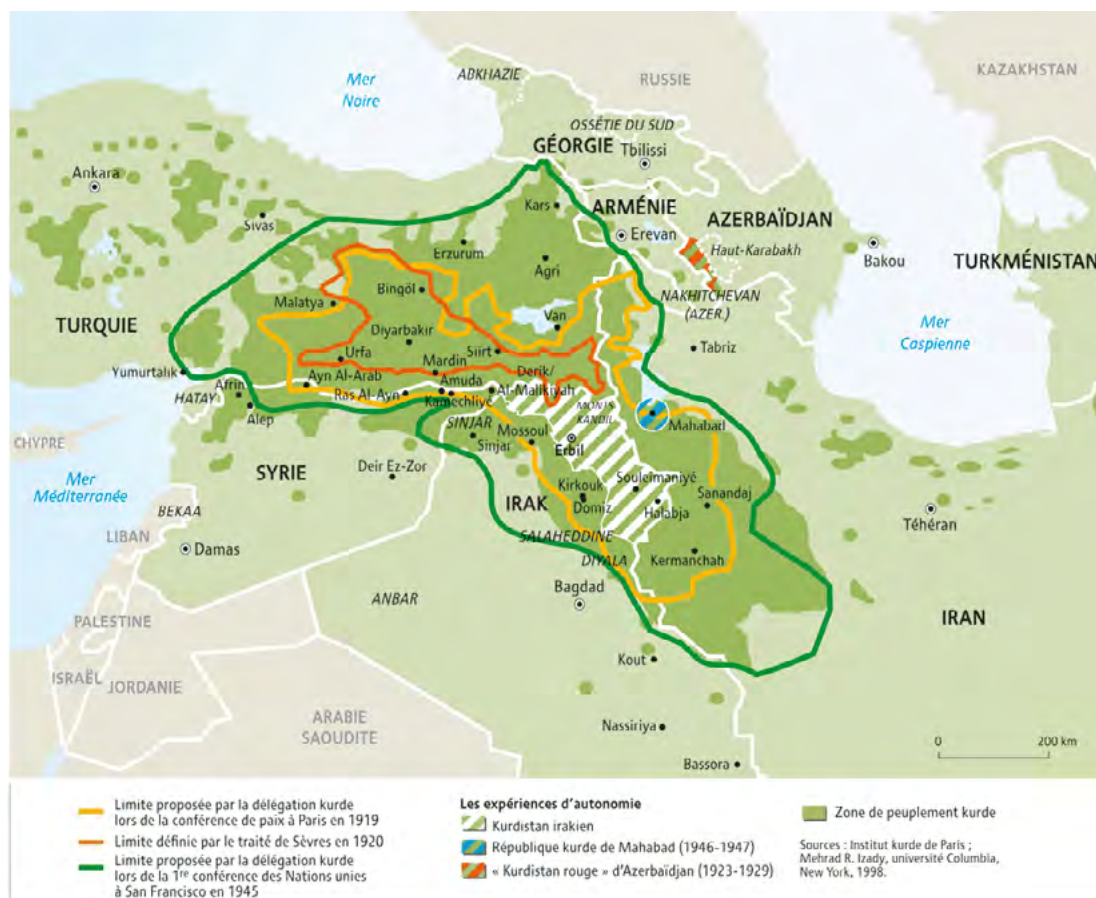 ABKHAZIE
RUSSIE
KAZAKHSTAN
Mer
Noire
OSSÉTIE DU SUD
GÉORGIE
Tbilissi
Ankara
Sivas
Kars
ARMÉNIE
Erevan
AZERBAÏDJAN
Haut-Karabakh
Bakou
TURKMÉNISTAN
Erzurum
Agri
NAKHITCHEVAN
(AZER.)
Bingöl
Malatya
Van
Tabriz
Mer
Caspienne
TURQUIE
Diyarbakir
Urfa
Mardin
Siirt
Yumurtalık
Afrin
Ayn Al-Arab
Ras Al-Ayn
Amuda
Kamechliyé
Derik/
Al-Malikiyah
HATAY
Alep
MONTS
KANDIL
Mahabad
CHYPRE
SINJAR
Sinjar
Mossoul
Erbil
Mer
Méditerranée
SYRIE
Deir Ez-Zor
IRAK
Kirkouk
Domiz
Souleimaniyé
Halabja
Sanandaj
Téhéran
BEKAA
LIBAN
Damas
SALAHEDDINE
DIYALA
Kermanchah
ANBAR
Bagdad
IRAN
PALESTINE
Kout
ISRAËL
JORDANIE
ARABIE
SAOUDITE
Nassiriya
Bassora
0 200 km
Limite proposée par la délégation kurde
lors de la conférence de paix à Paris en 1919
Limite définie par le traité de Sèvres en 1920
Limite proposée par la délégation kurde
lors de la 1re conférence des Nations unies
à San Francisco en 1945
Les expériences d'autonomie
Kurdistan irakien
République kurde de Mahabad (1946-1947)
« Kurdistan rouge » d'Azerbaïdjan (1923-1929)
Zone de peuplement kurde
Sources : Institut kurde de Paris ;
Mehrad R. Izady, université Columbia,
New York, 1998.